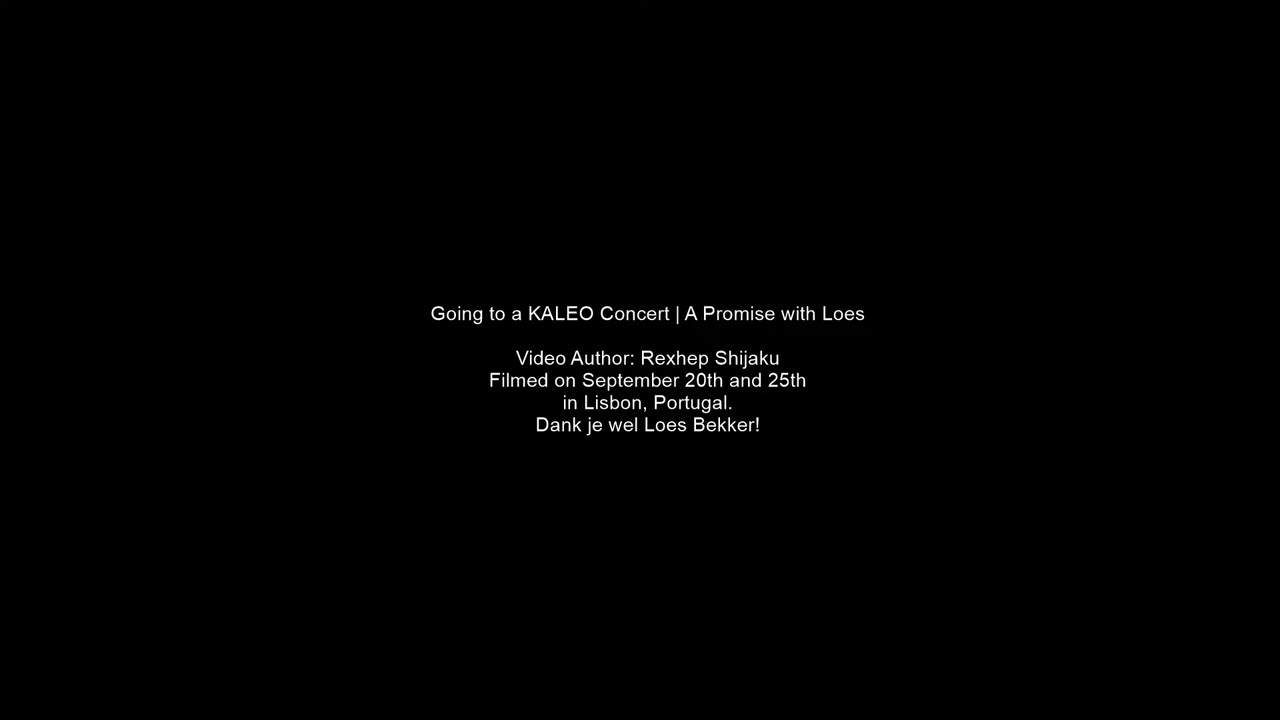 Going to a KALEO Concert | A Promise with Loes
Video Author: Rexhep Shijaku
Filmed on September 20th and 25th
in Lisbon, Portugal.
Dank je wel Loes Bekker!